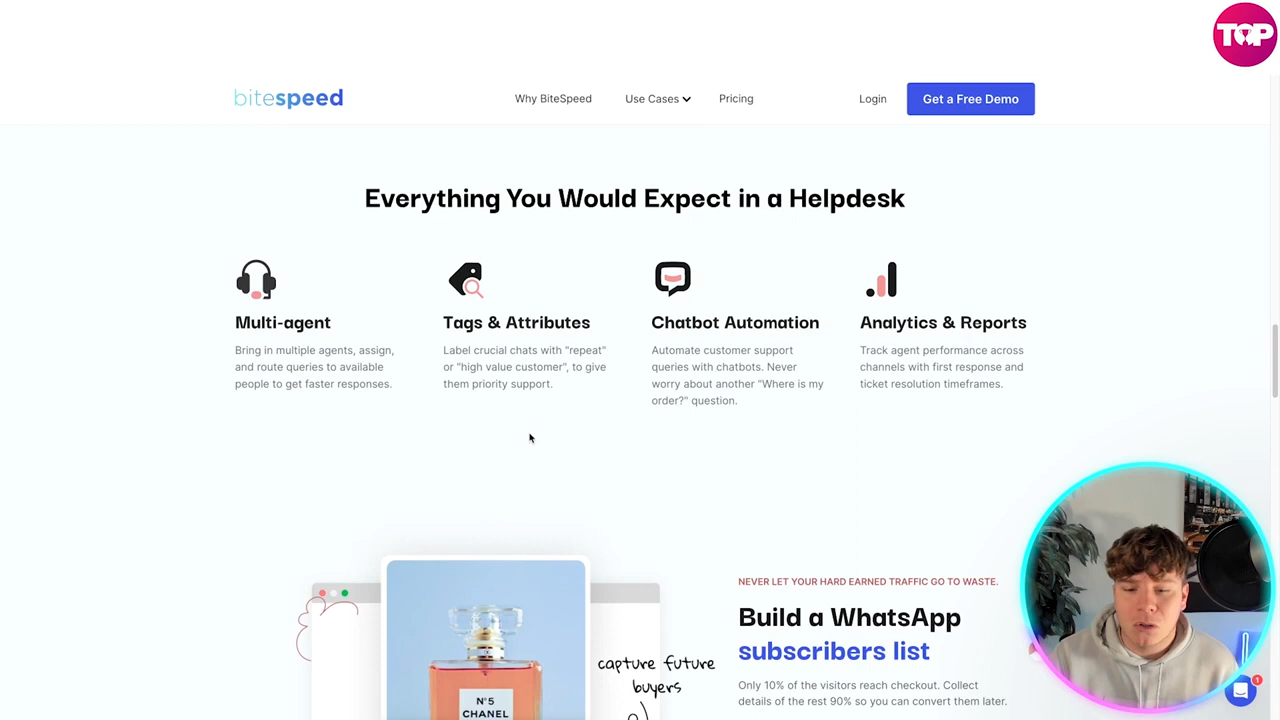 TOP
bitespeed
Why BiteSpeed
Use Cases
Pricing
Login
Get a Free Demo
Everything You Would Expect in a Helpdesk
Multi-agent
Bring in multiple agents, assign,
and route queries to available
people to get faster responses.
Tags & Attributes
Label crucial chats with "repeat"
or "high value customer", to give
them priority support.
Chatbot Automation
Automate customer support
queries with chatbots. Never
worry about another "Where is my
order?" question.
Analytics & Reports
Track agent performance across
channels with first response and
ticket resolution timeframes.
N°5
CHANEL
capture future
buyers
NEVER LET YOUR HARD EARNED TRAFFIC GO TO WASTE.
Build a WhatsApp
subscribers list
Only 10% of the visitors reach checkout. Collect
details of the rest 90% so you can convert them later.
1